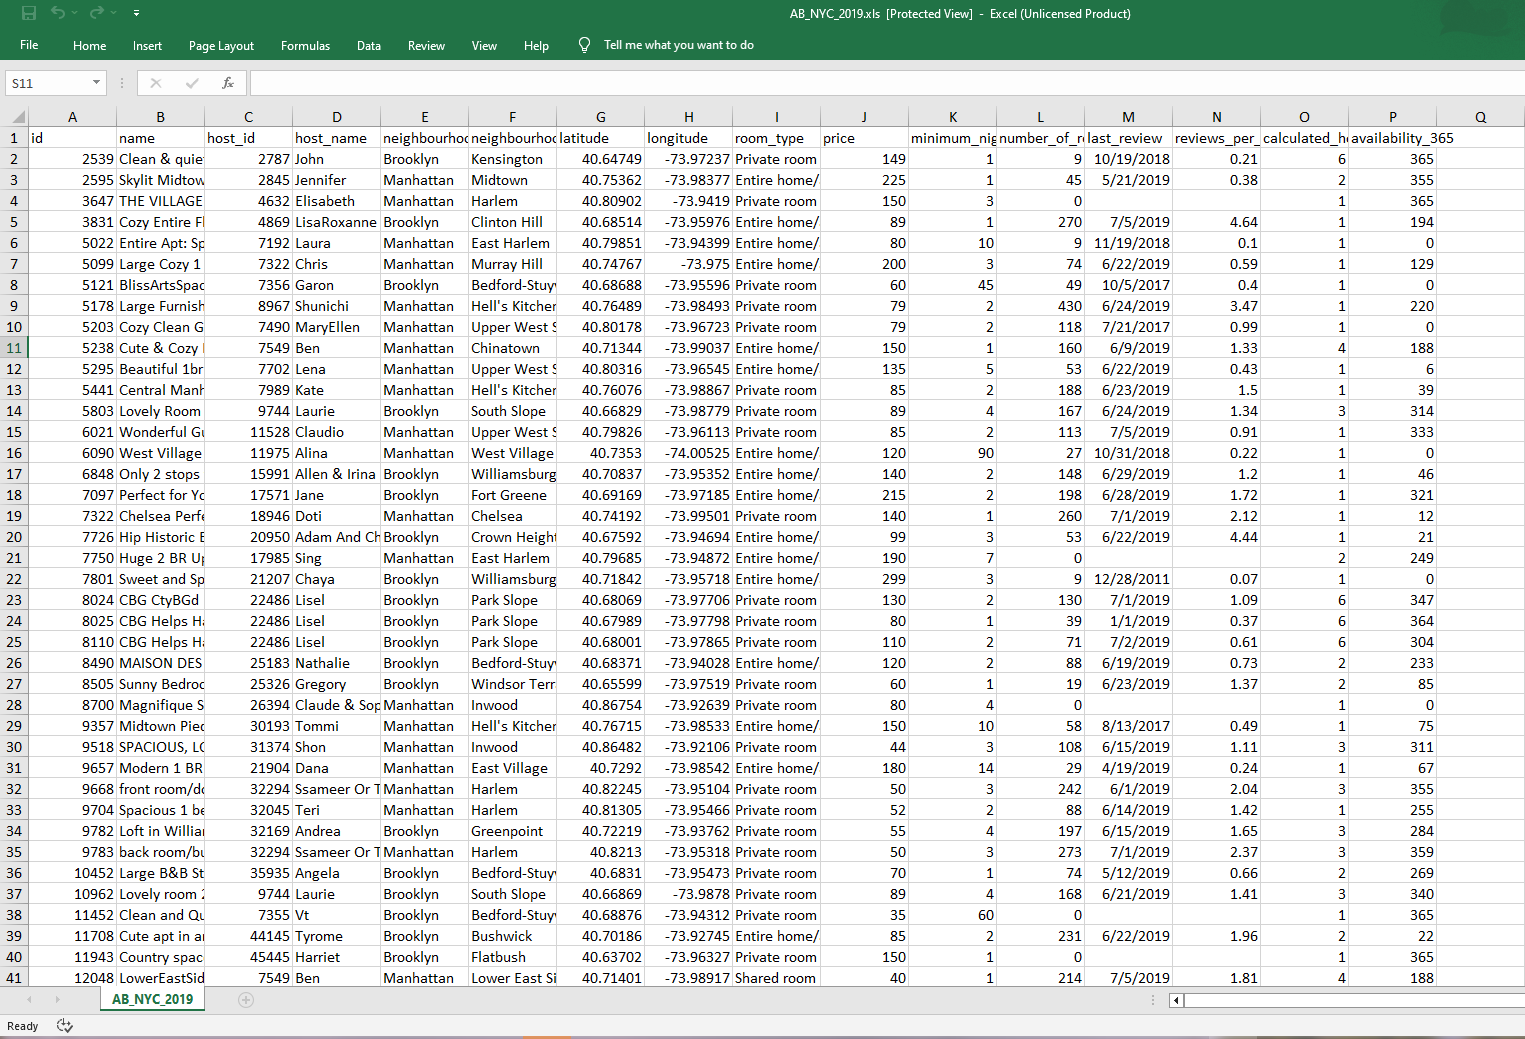 AB_NYC_2019.xls [Protected View] - Excel (Unlicensed Product)
File Home Insert Page Layout Formulas Data Review View Help Tell me what you want to do
S11 fx
A B C D E F G H I J K L M N O P Q
1 id name host_id host_name neighbourhoo neighbourhoo latitude longitude room_type price minimum_nig number_of_re last_review reviews_per_ calculated_ho availability_365
2 2539 Clean & quiet 2787 John Brooklyn Kensington 40.64749 -73.97237 Private room 149 1 9 10/19/2018 0.21 6 365
3 2595 Skylit Midtow 2845 Jennifer Manhattan Midtown 40.75362 -73.98377 Entire home/ 225 1 45 5/21/2019 0.38 2 355
4 3647 THE VILLAGE 4632 Elisabeth Manhattan Harlem 40.80902 -73.9419 Private room 150 3 0 1 365
5 3831 Cozy Entire Fl 4869 LisaRoxanne Brooklyn Clinton Hill 40.68514 -73.95976 Entire home/ 89 1 270 7/5/2019 4.64 1 194
6 5022 Entire Apt: Sp 7192 Laura Manhattan East Harlem 40.79851 -73.94399 Entire home/ 80 10 9 11/19/2018 0.1 1 0
7 5099 Large Cozy 1 7322 Chris Manhattan Murray Hill 40.74767 -73.975 Entire home/ 200 3 74 6/22/2019 0.59 1 129
8 5121 BlissArtsSpac 7356 Garon Brooklyn Bedford-Stuy 40.68688 -73.95596 Private room 60 45 49 10/5/2017 0.4 1 0
9 5178 Large Furnish 8967 Shunichi Manhattan Hell's Kitchen 40.76489 -73.98493 Private room 79 2 430 6/24/2019 3.47 1 220
10 5203 Cozy Clean G 7490 MaryEllen Manhattan Upper West S 40.80178 -73.96723 Private room 79 2 118 7/21/2017 0.99 1 0
11 5238 Cute & Cozy 7549 Ben Manhattan Chinatown 40.71344 -73.99037 Entire home/ 150 1 160 6/9/2019 1.33 4 188
12 5295 Beautiful 1br 7702 Lena Manhattan Upper West S 40.80316 -73.96545 Entire home/ 135 5 53 6/22/2019 0.43 1 6
13 5441 Central Manh 7989 Kate Manhattan Hell's Kitchen 40.76076 -73.98867 Private room 85 2 188 6/23/2019 1.5 1 39
14 5803 Lovely Room 9744 Laurie Brooklyn South Slope 40.66829 -73.98779 Private room 89 4 167 6/24/2019 1.34 3 314
15 6021 Wonderful Gu 11528 Claudio Manhattan Upper West S 40.79826 -73.96113 Private room 85 2 113 7/5/2019 0.91 1 333
16 6090 West Village 11975 Alina Manhattan West Village 40.7353 -74.00525 Entire home/ 120 90 27 10/31/2018 0.22 1 0
17 6848 Only 2 stops 15991 Allen & Irina Brooklyn Williamsburg 40.70837 -73.95352 Entire home/ 140 2 148 6/29/2019 1.2 1 46
18 7097 Perfect for Yo 17571 Jane Brooklyn Fort Greene 40.69169 -73.97185 Entire home/ 215 2 198 6/28/2019 1.72 1 321
19 7322 Chelsea Perfe 18946 Doti Manhattan Chelsea 40.74192 -73.99501 Private room 140 1 260 7/1/2019 2.12 1 12
20 7726 Hip Historic B 20950 Adam And Ch Brooklyn Crown Height 40.67592 -73.94694 Entire home/ 99 3 53 6/22/2019 4.44 1 21
21 7750 Huge 2 BR Up 17985 Sing Manhattan East Harlem 40.79685 -73.94872 Entire home/ 190 7 0 2 249
22 7801 Sweet and Sp 21207 Chaya Brooklyn Williamsburg 40.71842 -73.95718 Entire home/ 299 3 9 12/28/2011 0.07 1 0
23 8024 CBG CtyBGd 22486 Lisel Brooklyn Park Slope 40.68069 -73.97706 Private room 130 2 130 7/1/2019 1.09 6 347
24 8025 CBG Helps Ha 22486 Lisel Brooklyn Park Slope 40.67989 -73.97798 Private room 80 1 39 1/1/2019 0.37 6 364
25 8110 CBG Helps Ha 22486 Lisel Brooklyn Park Slope 40.68001 -73.97865 Private room 110 2 71 7/2/2019 0.61 6 304
26 8490 MAISON DES 25183 Nathalie Brooklyn Bedford-Stuy 40.68371 -73.94028 Entire home/ 120 2 88 6/19/2019 0.73 2 233
27 8505 Sunny Bedroo 25326 Gregory Brooklyn Windsor Terr 40.65599 -73.97519 Private room 60 1 19 6/23/2019 1.37 2 85
28 8700 Magnifique S 26394 Claude & Sop Manhattan Inwood 40.86754 -73.92639 Private room 80 4 0 1 0
29 9357 Midtown Piec 30193 Tommi Manhattan Hell's Kitchen 40.76715 -73.98533 Entire home/ 150 10 58 8/13/2017 0.49 1 75
30 9518 SPACIOUS, LO 31374 Shon Manhattan Inwood 40.86482 -73.92106 Private room 44 3 108 6/15/2019 1.11 3 311
31 9657 Modern 1 BR 21904 Dana Manhattan East Village 40.7292 -73.98542 Entire home/ 180 14 29 4/19/2019 0.24 1 67
32 9668 front room/do 32294 Ssameer Or T Manhattan Harlem 40.82245 -73.95104 Private room 50 3 242 6/1/2019 2.04 3 355
33 9704 Spacious 1 be 32045 Teri Manhattan Harlem 40.81305 -73.95466 Private room 52 2 88 6/14/2019 1.42 1 255
34 9782 Loft in Williar 32169 Andrea Brooklyn Greenpoint 40.72219 -73.93762 Private room 55 4 197 6/15/2019 1.65 3 284
35 9783 back room/bu 32294 Ssameer Or T Manhattan Harlem 40.8213 -73.95318 Private room 50 3 273 7/1/2019 2.37 3 359
36 10452 Large B&B St 35935 Angela Brooklyn Bedford-Stuy 40.6831 -73.95473 Private room 70 1 74 5/12/2019 0.66 2 269
37 10962 Lovely room 2 9744 Laurie Brooklyn South Slope 40.66869 -73.9878 Private room 89 4 168 6/21/2019 1.41 3 340
38 11452 Clean and Qu 7355 Vt Brooklyn Bedford-Stuy 40.68876 -73.94312 Private room 35 60 0 1 365
39 11708 Cute apt in ar 44145 Tyrome Brooklyn Bushwick 40.70186 -73.92745 Entire home/ 85 2 231 6/22/2019 1.96 2 22
40 11943 Country spac 45445 Harriet Brooklyn Flatbush 40.63702 -73.96327 Private room 150 1 0 1 365
41 12048 LowerEastSid 7549 Ben Manhattan Lower East Si 40.71401 -73.98917 Shared room 40 1 214 7/5/2019 1.81 4 188
AB_NYC_2019
Ready